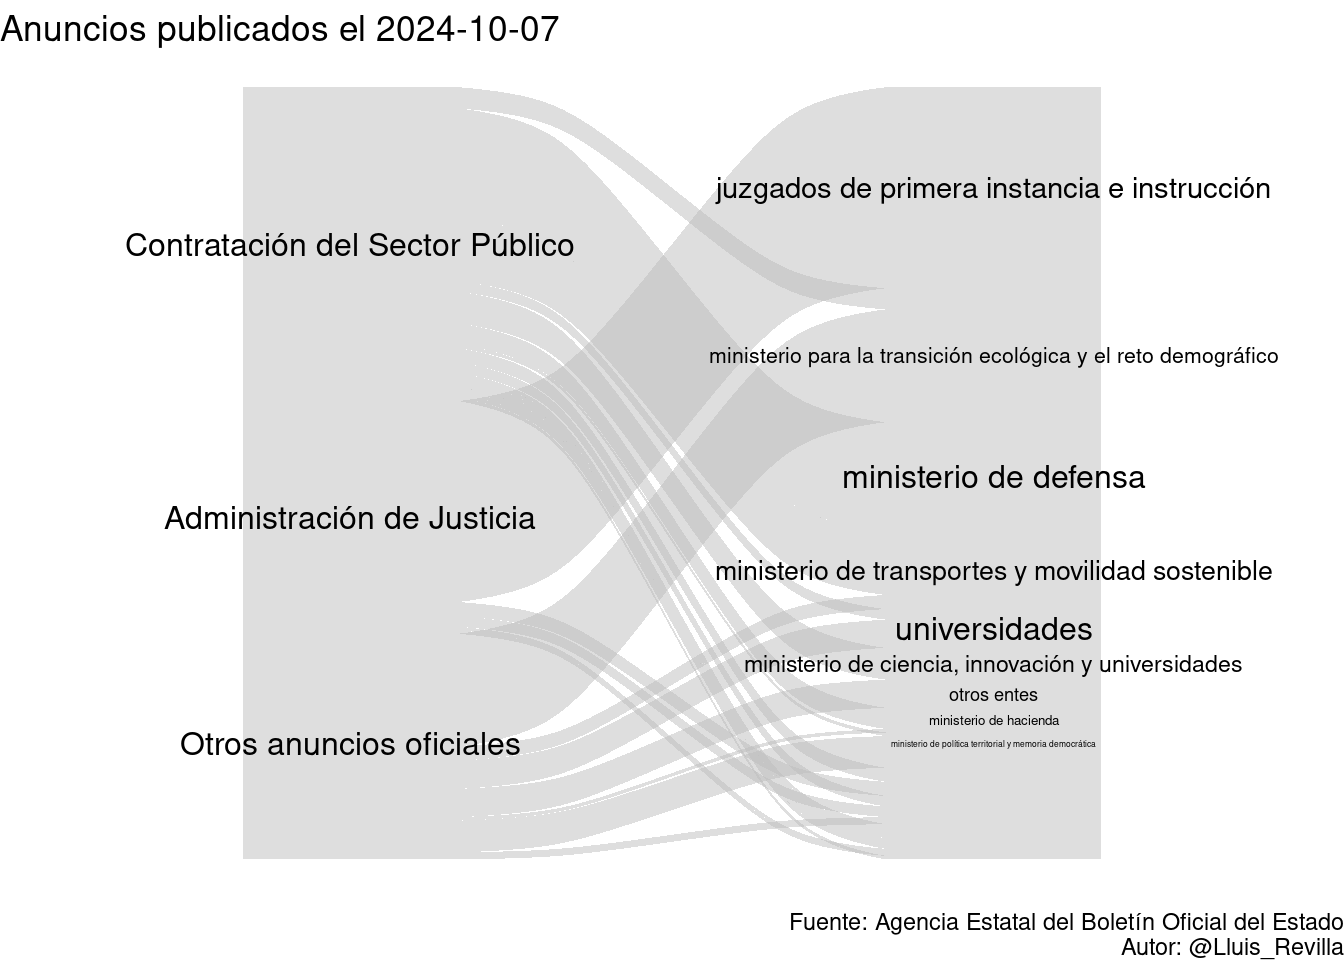 Anuncios publicados el 2024-10-07
Contratación del Sector Público
Administración de Justicia
Otros anuncios oficiales
juzgados de primera instancia e instrucción
ministerio para la transición ecológica y el reto demográfico
ministerio de defensa
ministerio de transportes y movilidad sostenible
universidades
ministerio de ciencia, innovación y universidades
otros entes
ministerio de hacienda
ministerio de política territorial y memoria democrática
Fuente: Agencia Estatal del Boletín Oficial del Estado
Autor: @Lluis_Revilla